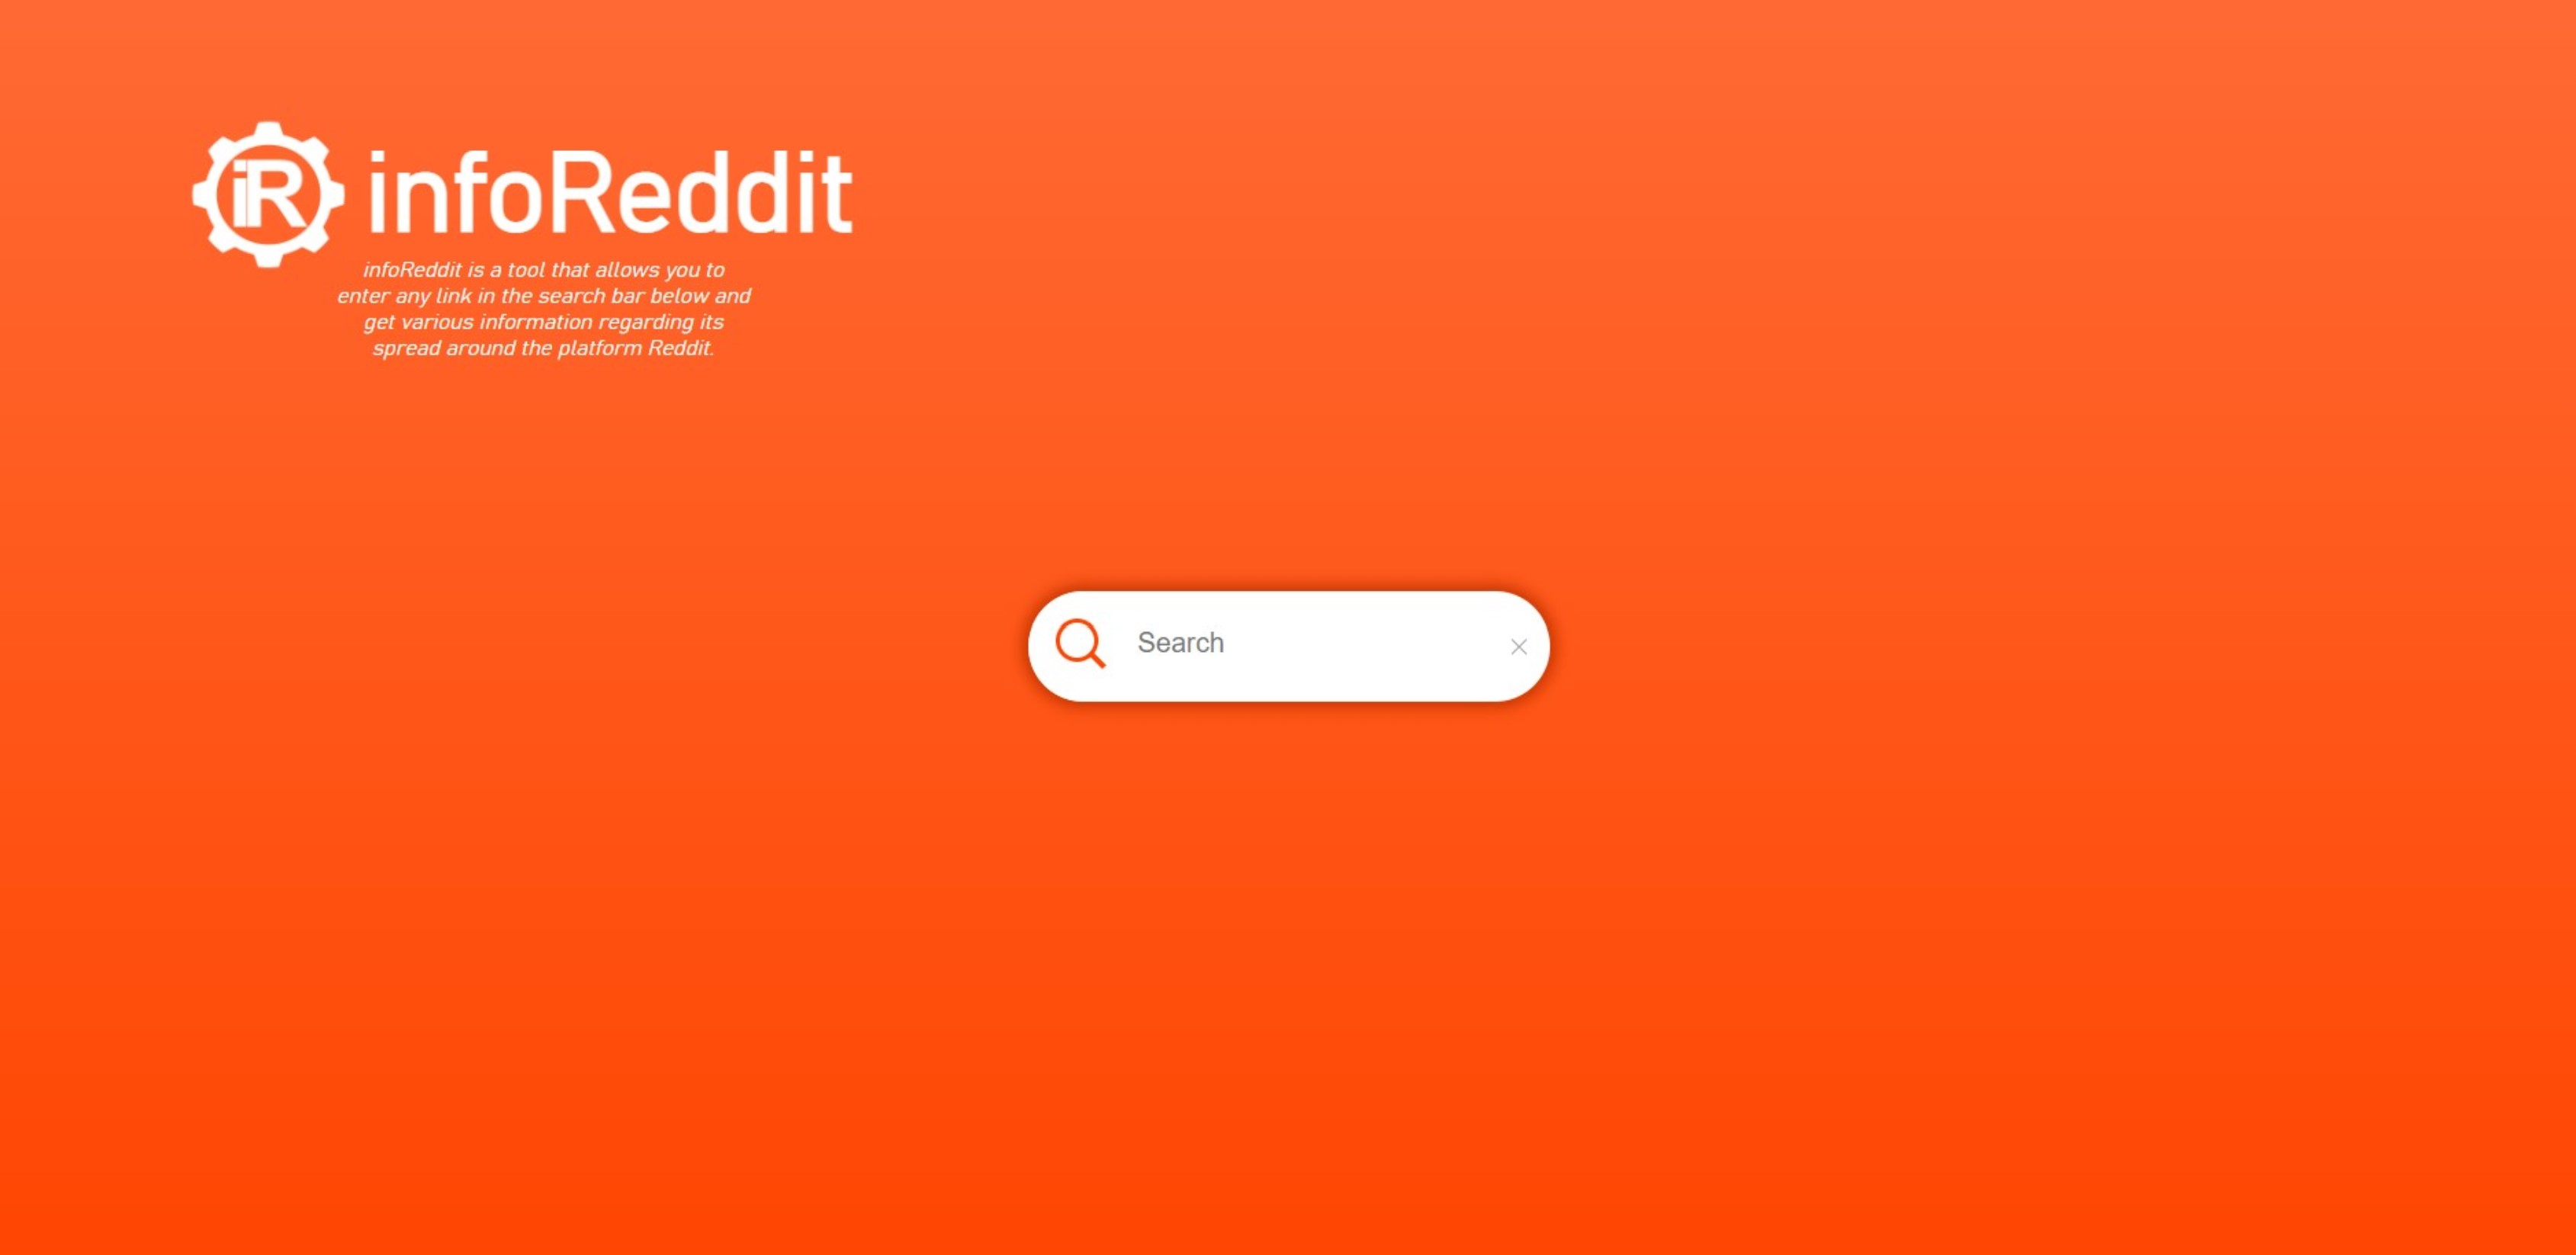 iR infoReddit
infoReddit is a tool that allows you to
enter any link in the search bar below and
get various information regarding its
spread around the platform Reddit.
Search